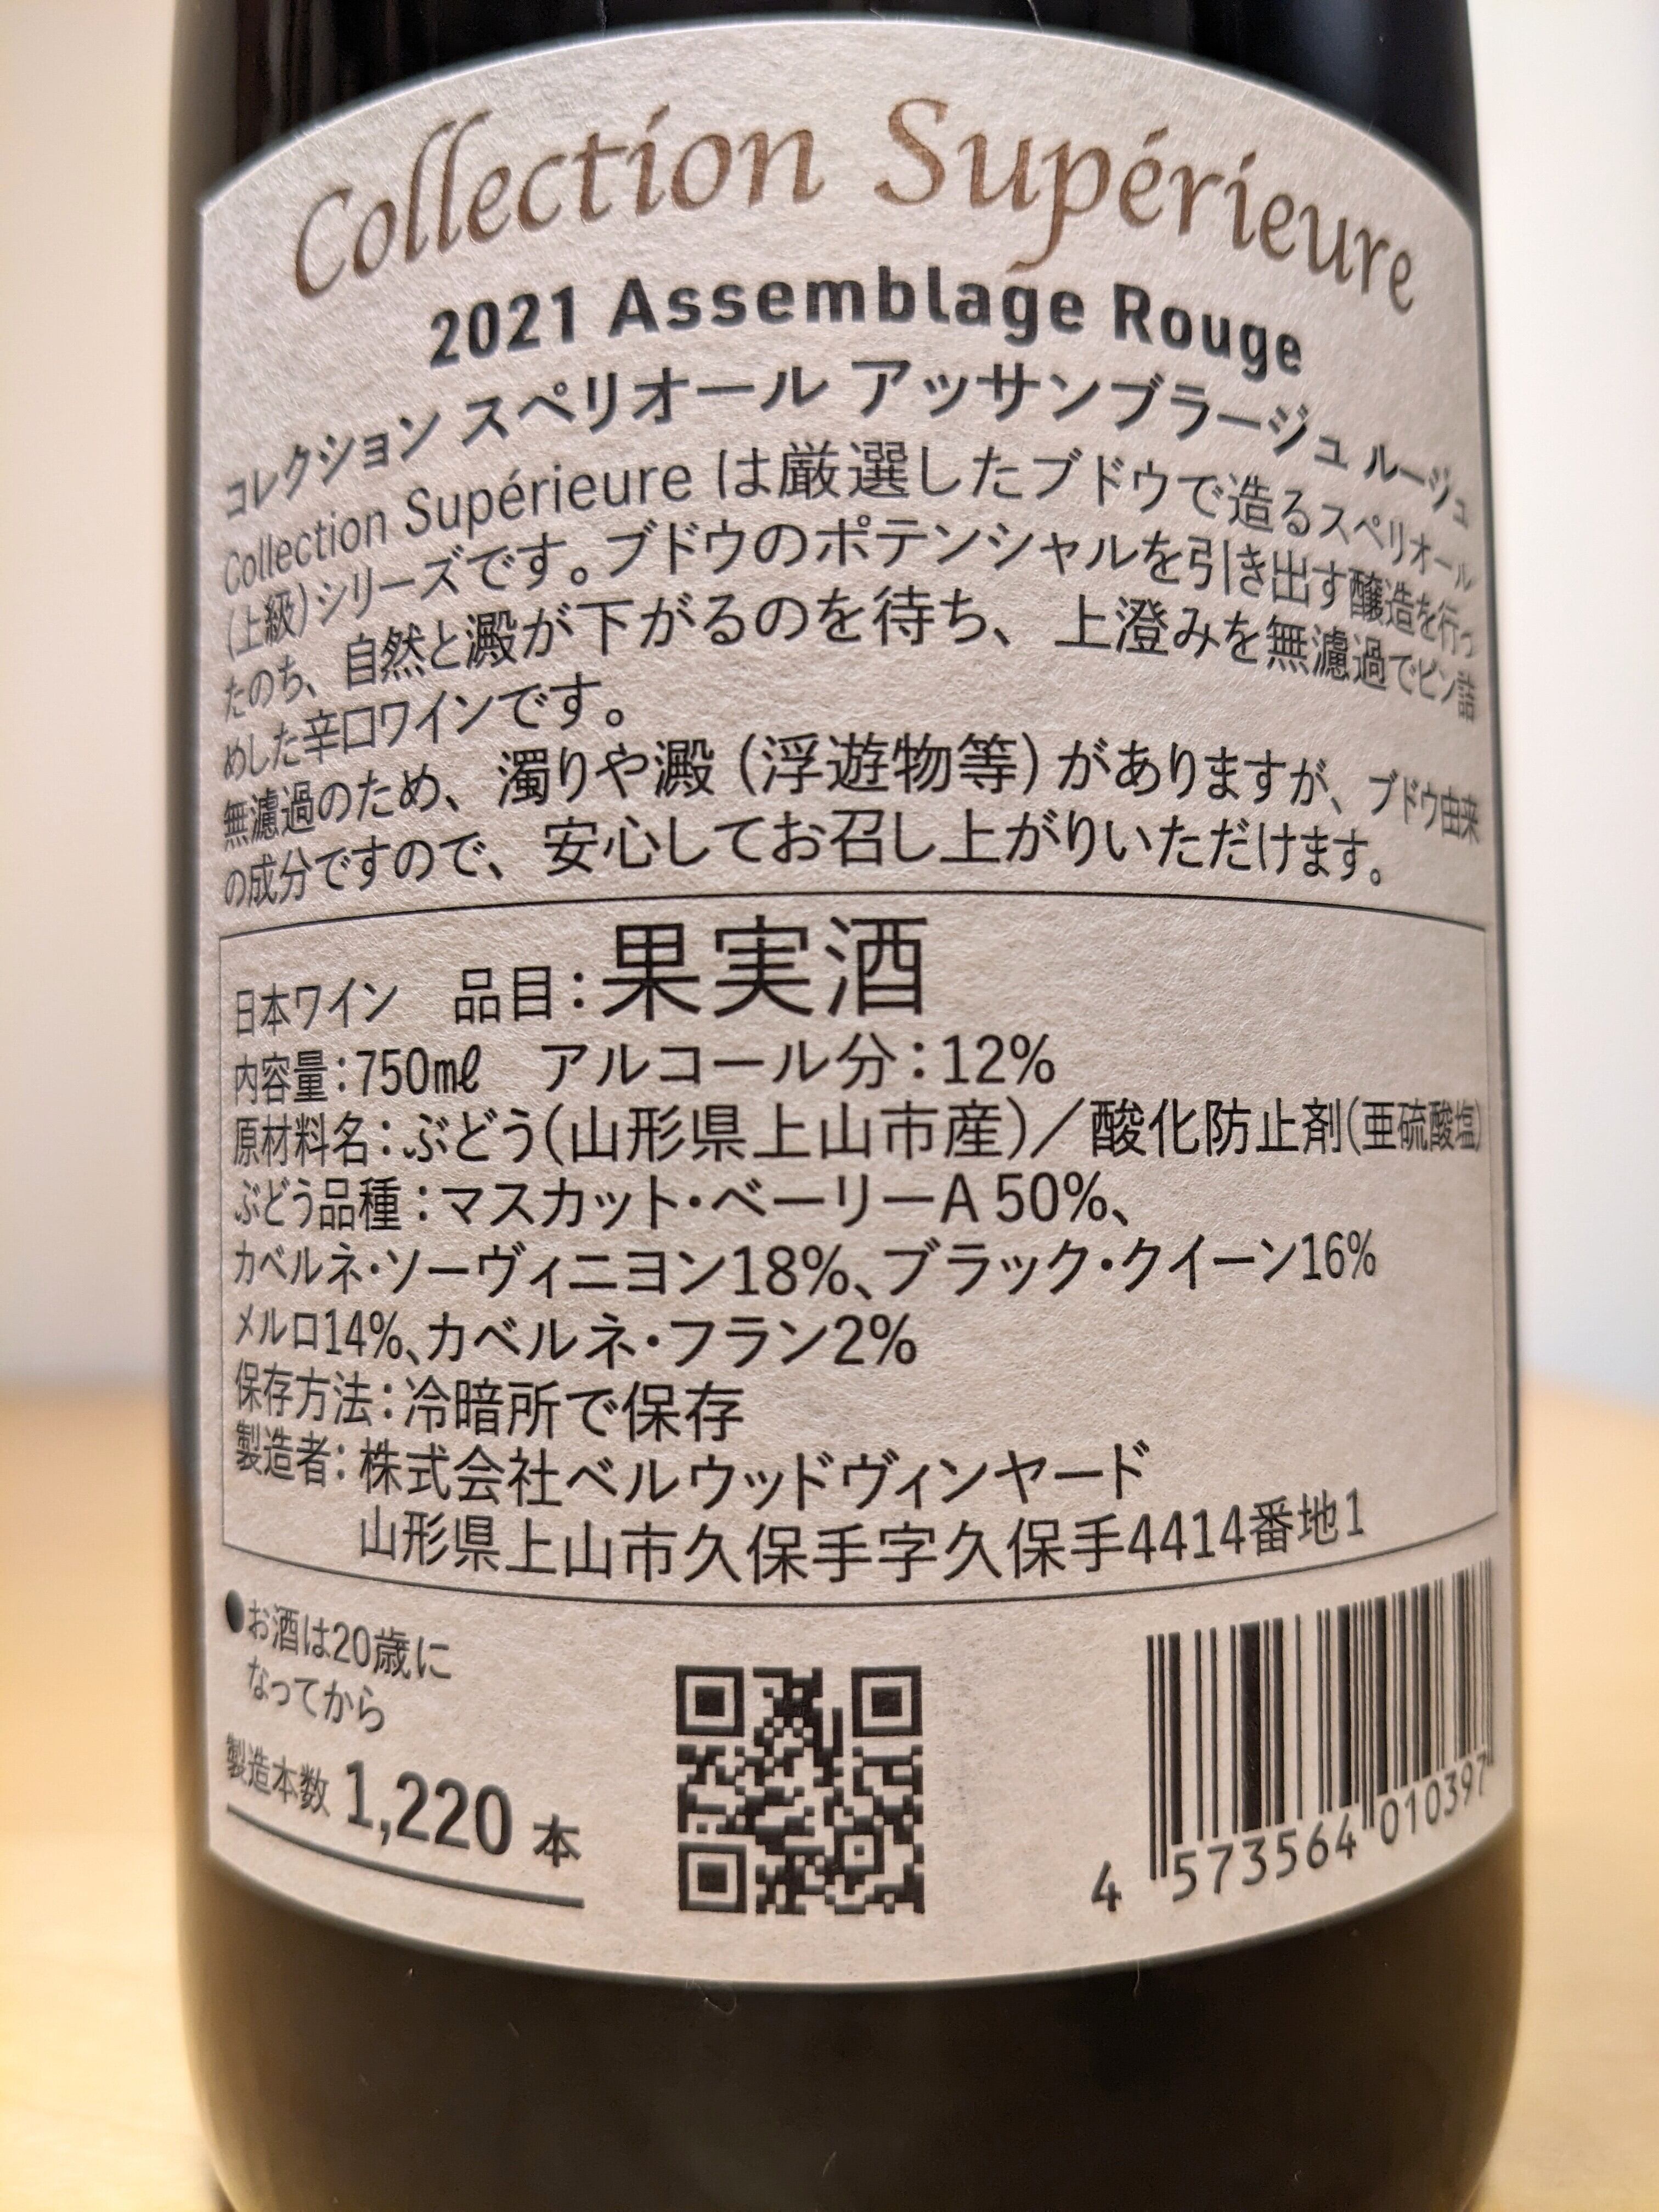 Collection Supérieure
2021 Assemblage Rouge
コレクション スペリオール アッサンブラージュ ルージュ
Collection Supérieure は厳選したブドウで造るスペリオール
(上級)シリーズです。ブドウのポテンシャルを引き出す醸造を行っ
たのち、自然と澱が下がるのを待ち、上澄みを無濾過でビン詰
めした辛口ワインです。
無濾過のため、濁りや澱(浮遊物等)がありますが、ブドウ由来
の成分ですので、安心してお召し上がりいただけます。
日本ワイン 品目:果実酒
内容量:750㎖ アルコール分:12%
原材料名:ぶどう(山形県上山市産)/酸化防止剤(亜硫酸塩)
ぶどう品種:マスカット・ベーリーA 50%、
カベルネ・ソーヴィニヨン18%、ブラック・クイーン16%
メルロ14%、カベルネ・フラン2%
保存方法:冷暗所で保存
製造者:株式会社ベルウッドヴィンヤード
山形県上山市久保手字久保手4414番地1
●お酒は20歳に
なってから
製造本数 1,220 本
4 573564 010397